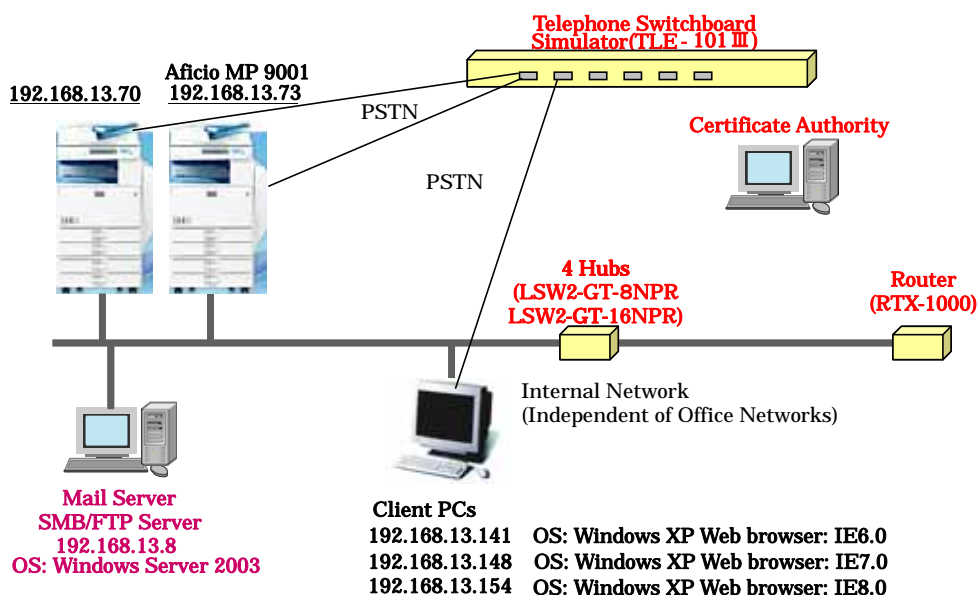 Telephone Switchboard
Simulator(TLE - 101Ⅲ)
Aficio MP 9001
192.168.13.70
192.168.13.73
PSTN
Certificate Authority
PSTN
4 Hubs
(LSW2-GT-8NPR
LSW2-GT-16NPR)
Router
(RTX-1000)
Internal Network
(Independent of Office Networks)
Mail Server
SMB/FTP Server
192.168.13.8
OS: Windows Server 2003
Client PCs
192.168.13.141 OS: Windows XP Web browser: IE6.0
192.168.13.148 OS: Windows XP Web browser: IE7.0
192.168.13.154 OS: Windows XP Web browser: IE8.0